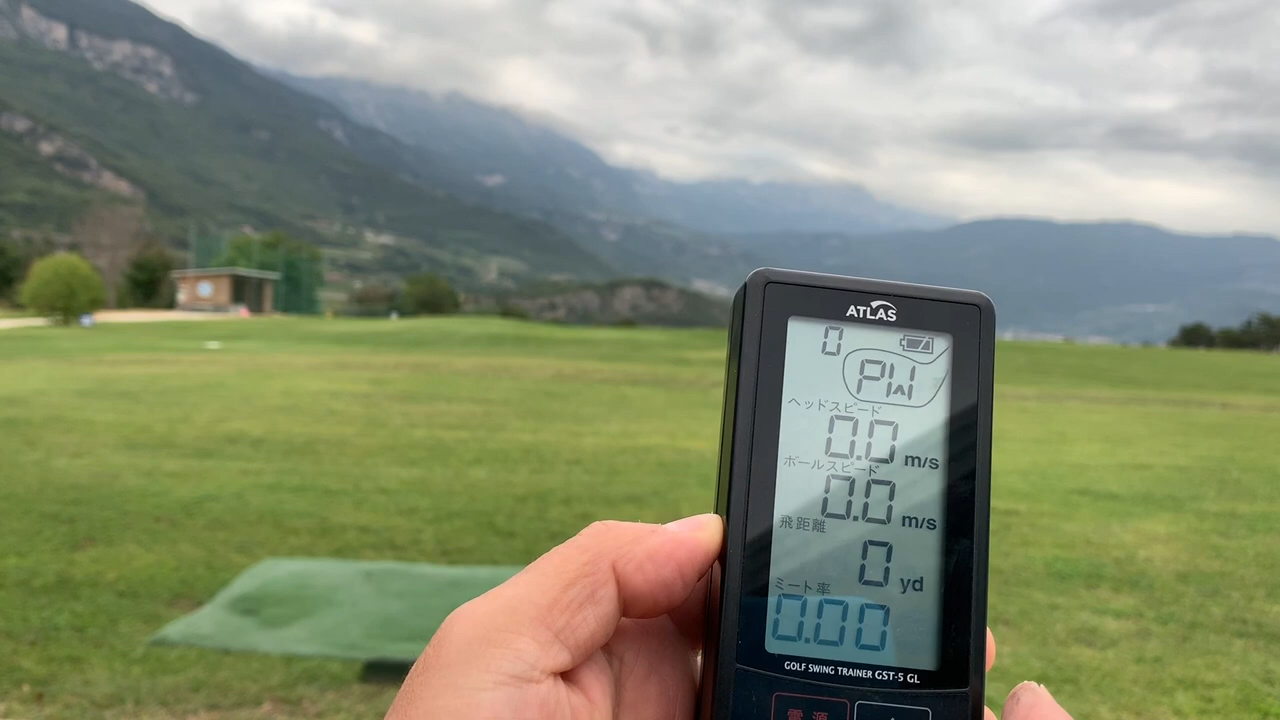 ATLAS
0
PW
ヘッドスピード
0.0 m/s
ボールスピード
0.0 m/s
飛距離
0 yd
ミート率
0.00
GOLF SWING TRAINER GST-5 GL
電源